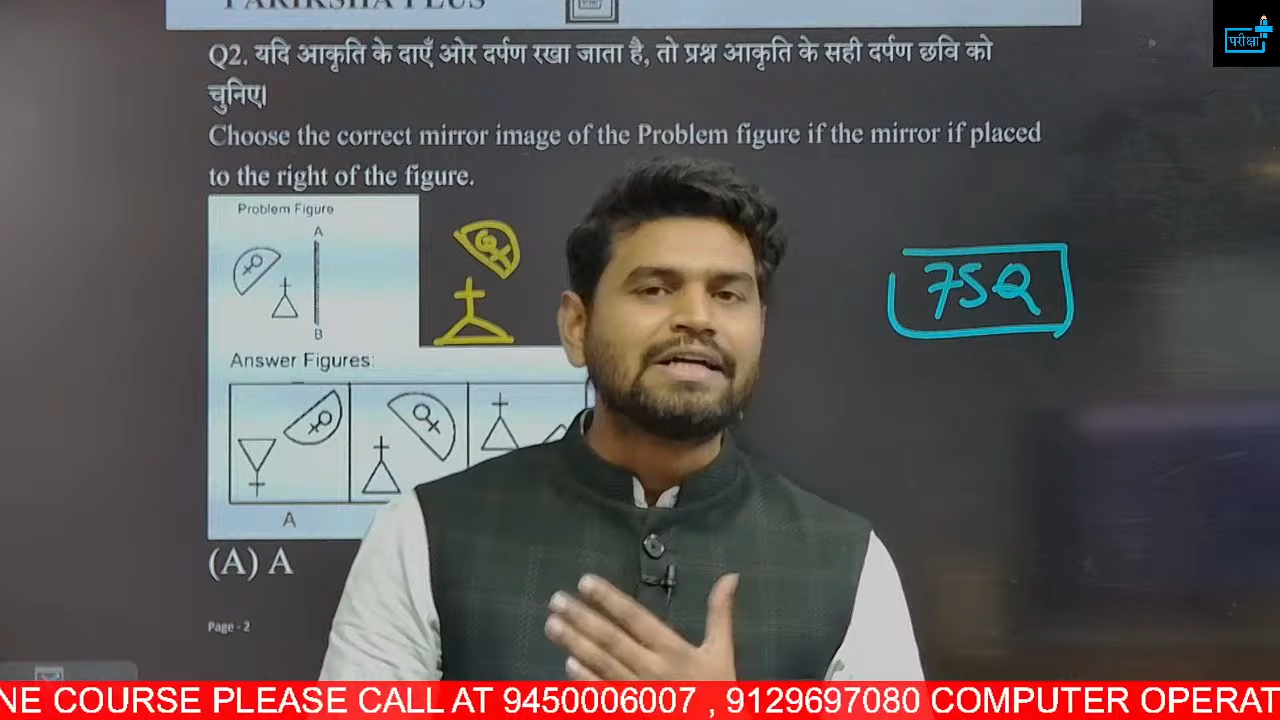 PARIKSHA PLUS
परीक्षा
Q2. यदि आकृति के दाएँ ओर दर्पण रखा जाता है, तो प्रश्न आकृति के सही दर्पण छवि को
चुनिए।
Choose the correct mirror image of the Problem figure if the mirror if placed
to the right of the figure.
Problem Figure
A
B
75Q
Answer Figures:
A
(A) A
Page - 2
NE COURSE PLEASE CALL AT 9450006007 , 9129697080 COMPUTER OPERAT